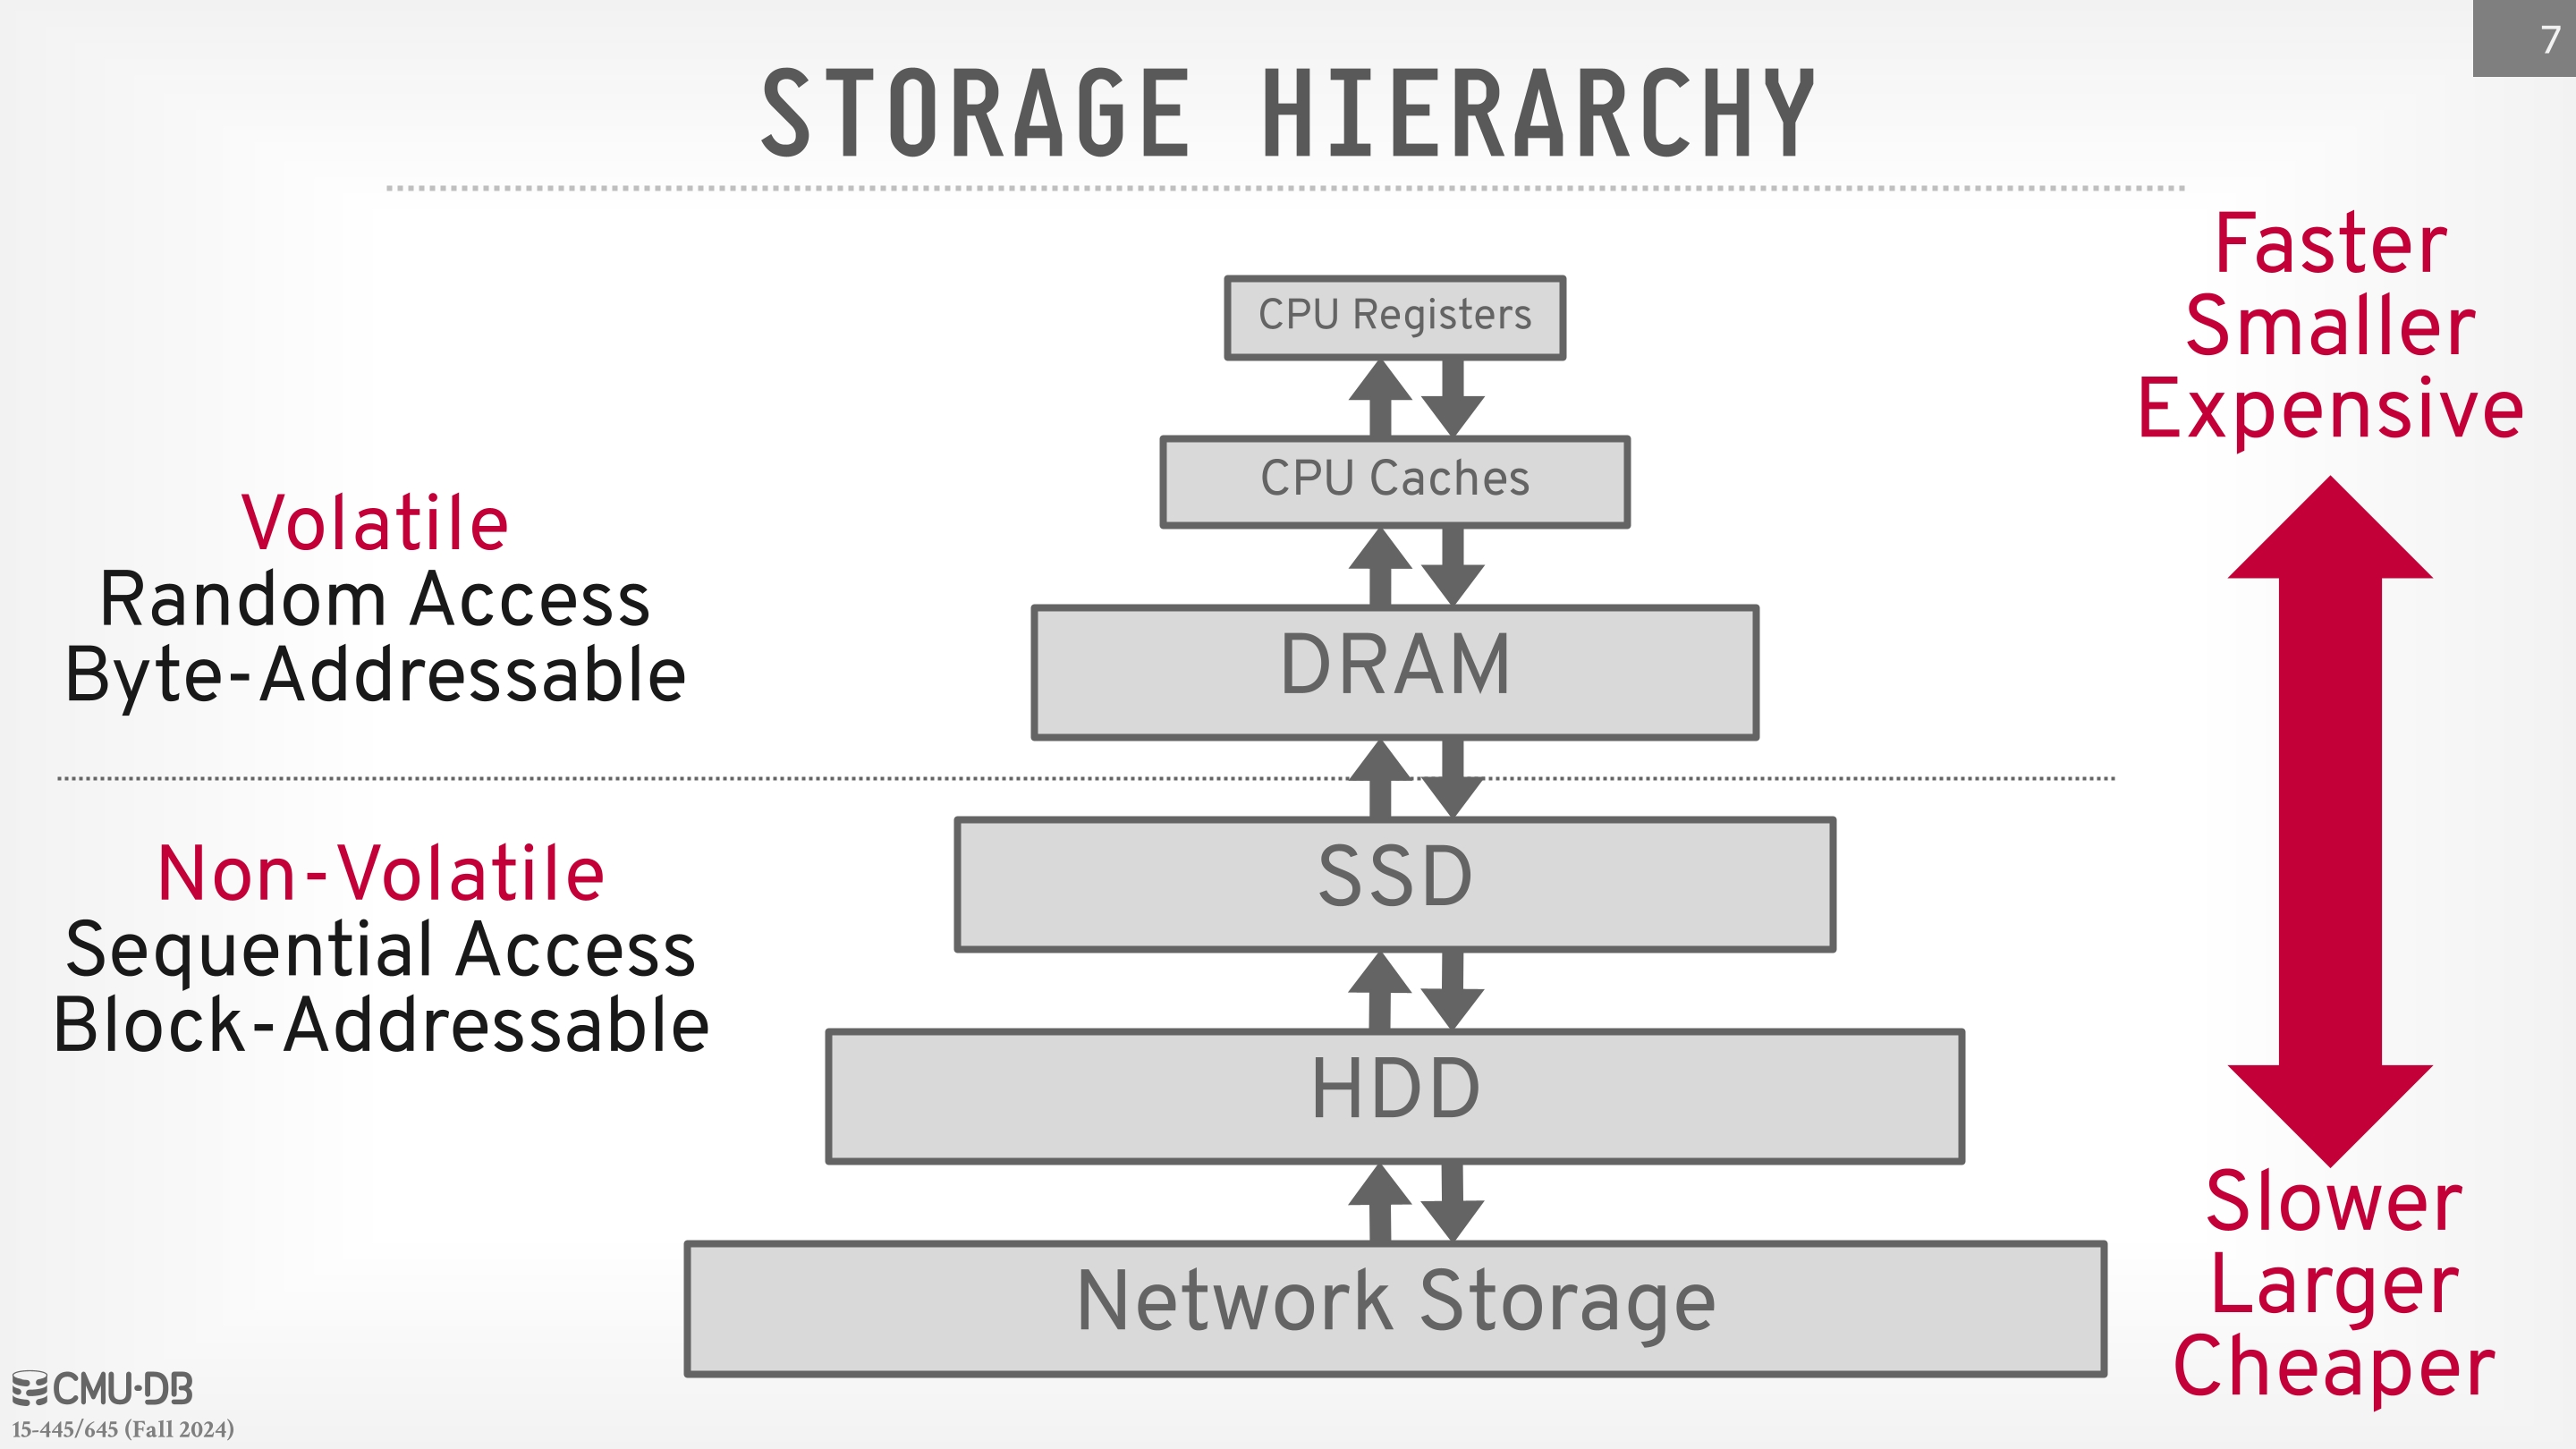 7
STORAGE HIERARCHY
Faster
Smaller
Expensive
CPU Registers
CPU Caches
Volatile
Random Access
Byte-Addressable
DRAM
Non-Volatile
Sequential Access
Block-Addressable
SSD
HDD
Network Storage
Slower
Larger
Cheaper
CMU·DB
15-445/645 (Fall 2024)